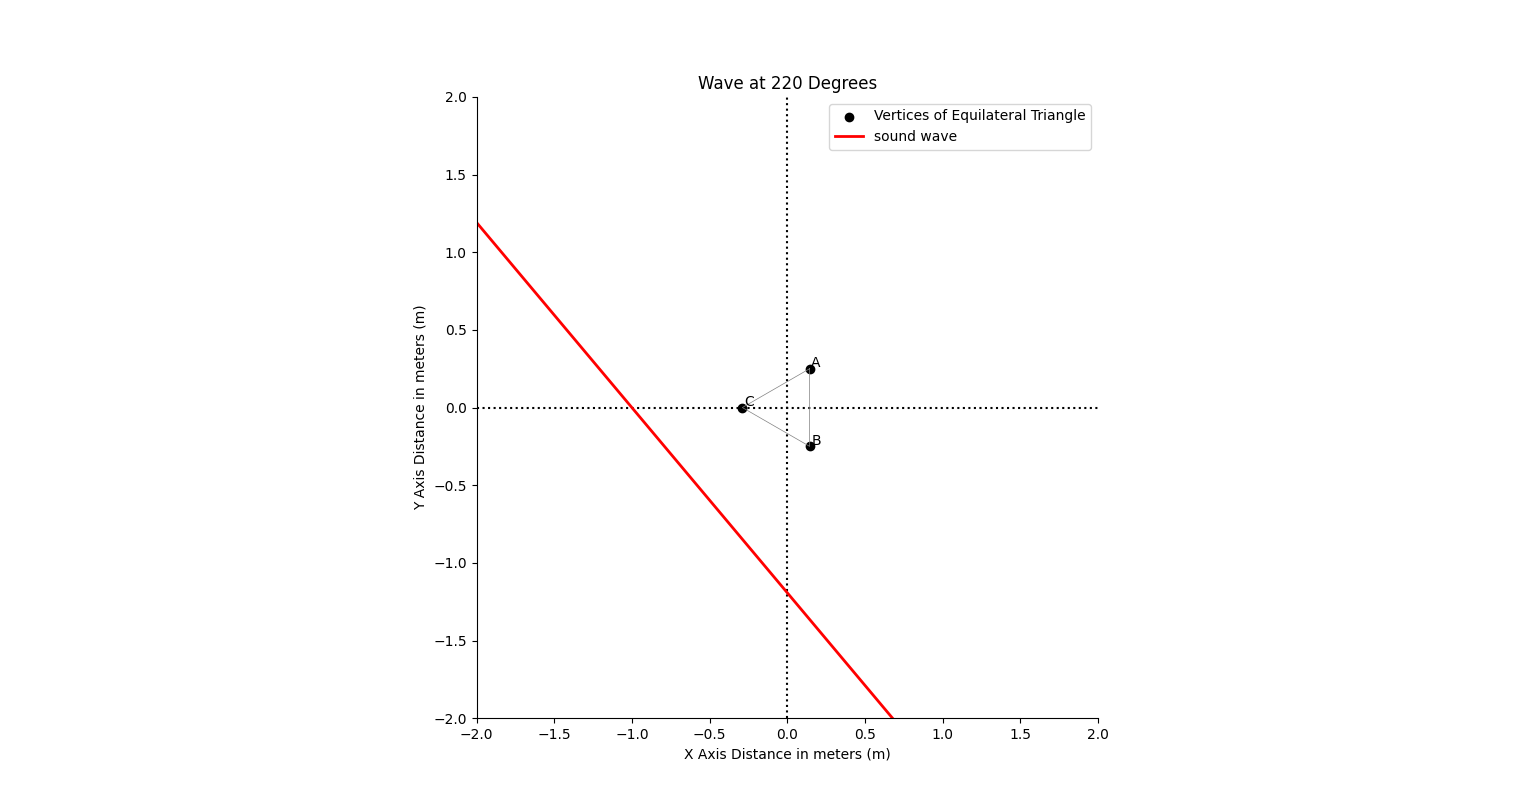 Wave at 220 Degrees
Vertices of Equilateral Triangle
sound wave
2.0
1.5
1.0
0.5
0.0
−0.5
−1.0
−1.5
−2.0
Y Axis Distance in meters (m)
A
C
B
−2.0 −1.5 −1.0 −0.5 0.0 0.5 1.0 1.5 2.0
X Axis Distance in meters (m)